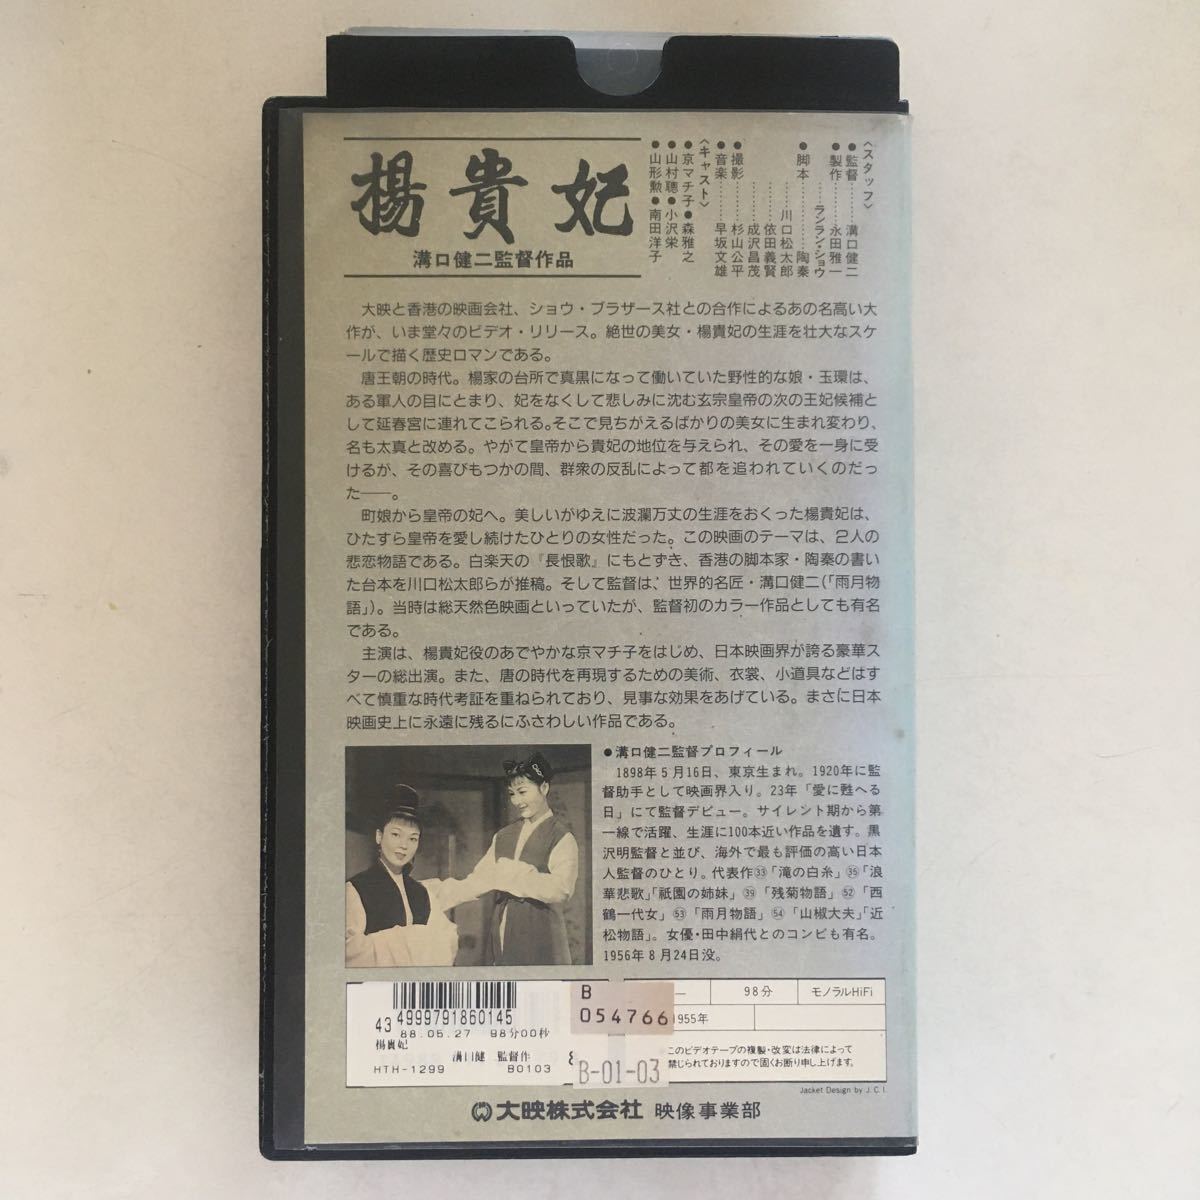 楊貴妃
溝口健二監督作品
〈スタッフ〉
●監督………溝口健二
●製作………永田雅一
……ランラン・ショウ
●脚本…………陶秦
………川口松太郎
…………依田義賢
…………成沢昌茂
●撮影………杉山公平
●音楽………早坂文雄
〈キャスト〉
●京マチ子●森雅之
●山村聰●小沢栄
●山形勲●南田洋子
大映と香港の映画会社、ショウ・ブラザース社との合作によるあの名高い大
作が、いま堂々のビデオ・リリース。絶世の美女・楊貴妃の生涯を壮大なスケ
ールで描く歴史ロマンである。
唐王朝の時代。楊家の台所で真黒になって働いていた野性的な娘・玉環は、
ある軍人の目にとまり、妃をなくして悲しみに沈む玄宗皇帝の次の王妃候補と
して延春宮に連れてこられる。そこで見ちがえるばかりの美女に生まれ変わり、
名も太真と改める。やがて皇帝から貴妃の地位を与えられ、その愛を一身に受
けるが、その喜びもつかの間、群衆の反乱によって都を追われていくのだっ
た――。
町娘から皇帝の妃へ。美しいがゆえに波瀾万丈の生涯をおくった楊貴妃は、
ひたすら皇帝を愛し続けたひとりの女性だった。この映画のテーマは、2人の
悲恋物語である。白楽天の『長恨歌』にもとずき、香港の脚本家・陶秦の書い
た台本を川口松太郎らが推稿。そして監督は、世界的名匠・溝口健二(「雨月物
語」)。当時は総天然色映画といっていたが、監督初のカラー作品としても有名
である。
主演は、楊貴妃役のあでやかな京マチ子をはじめ、日本映画界が誇る豪華ス
ターの総出演。また、唐の時代を再現するための美術、衣裳、小道具などはす
べて慎重な時代考証を重ねられており、見事な効果をあげている。まさに日本
映画史上に永遠に残るにふさわしい作品である。
●溝口健二監督プロフィール
1898年5月16日、東京生まれ。1920年に監
督助手として映画界入り。23年「愛に甦へる
日」にて監督デビュー。サイレント期から第
一線で活躍、生涯に100本近い作品を遺す。黒
沢明監督と並び、海外で最も評価の高い日本
人監督のひとり。代表作㉝「滝の白糸」㉟「浪
華悲歌」「祇園の姉妹」㊴「残菊物語」㊷「西
鶴一代女」㊸「雨月物語」㊹「山椒大夫」「近
松物語」。女優・田中絹代とのコンビも有名。
1956年8月24日没。
43 4999791860145
88.05.27 98分00秒
楊貴妃
溝口健二監督作
HTH-1299 B0103
B
054766
B-01-03
98分
モノラルHiFi
1955年
このビデオテープの複製・改変は法律によって
禁じられておりますので固くお断り申し上げます。
Jacket Design by J.C.I.
大映株式会社 映像事業部